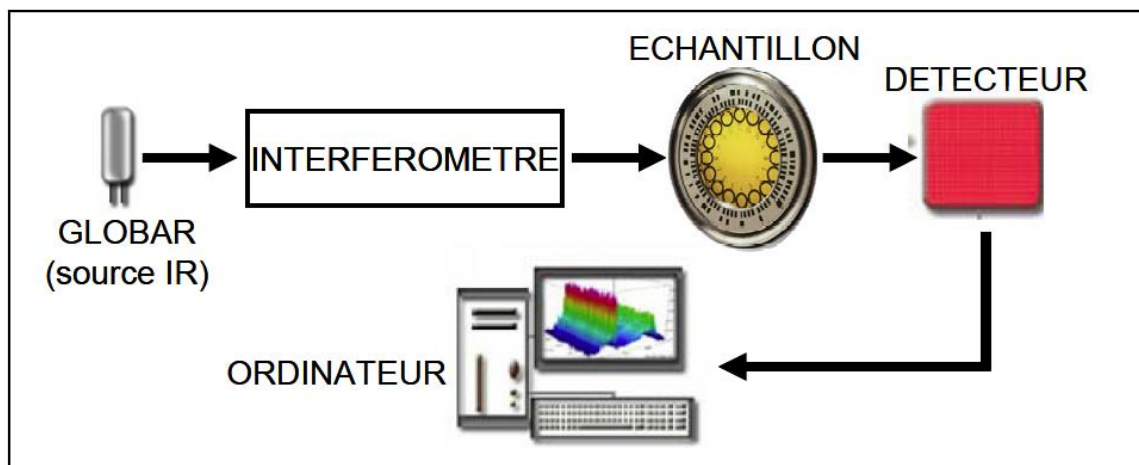 ECHANTILLON
DETECTEUR
INTERFEROMETRE
GLOBAR
(source IR)
ORDINATEUR